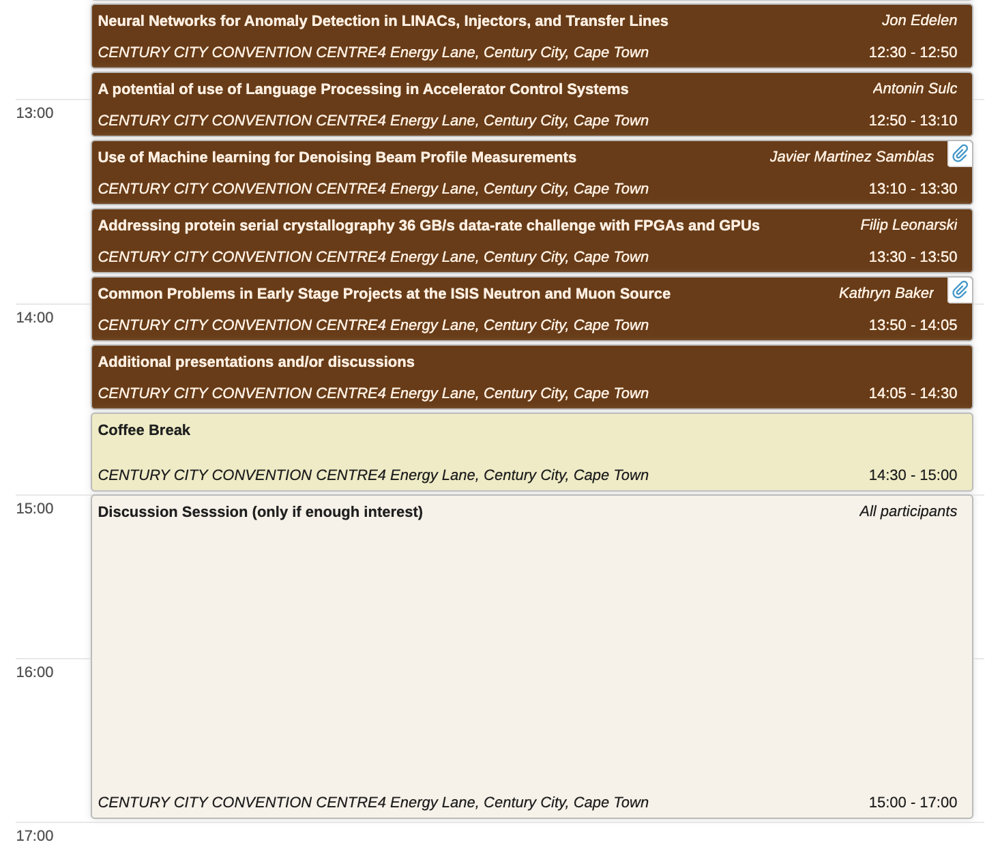 Neural Networks for Anomaly Detection in LINACs, Injectors, and Transfer Lines Jon Edelen
CENTURY CITY CONVENTION CENTRE4 Energy Lane, Century City, Cape Town 12:30 - 12:50
A potential of use of Language Processing in Accelerator Control Systems Antonin Sulc
13:00
CENTURY CITY CONVENTION CENTRE4 Energy Lane, Century City, Cape Town 12:50 - 13:10
Use of Machine learning for Denoising Beam Profile Measurements Javier Martinez Samblas
CENTURY CITY CONVENTION CENTRE4 Energy Lane, Century City, Cape Town 13:10 - 13:30
Addressing protein serial crystallography 36 GB/s data-rate challenge with FPGAs and GPUs Filip Leonarski
CENTURY CITY CONVENTION CENTRE4 Energy Lane, Century City, Cape Town 13:30 - 13:50
Common Problems in Early Stage Projects at the ISIS Neutron and Muon Source Kathryn Baker
14:00
CENTURY CITY CONVENTION CENTRE4 Energy Lane, Century City, Cape Town 13:50 - 14:05
Additional presentations and/or discussions
CENTURY CITY CONVENTION CENTRE4 Energy Lane, Century City, Cape Town 14:05 - 14:30
Coffee Break
CENTURY CITY CONVENTION CENTRE4 Energy Lane, Century City, Cape Town 14:30 - 15:00
15:00
Discussion Sesssion (only if enough interest) All participants
16:00
CENTURY CITY CONVENTION CENTRE4 Energy Lane, Century City, Cape Town 15:00 - 17:00
17:00